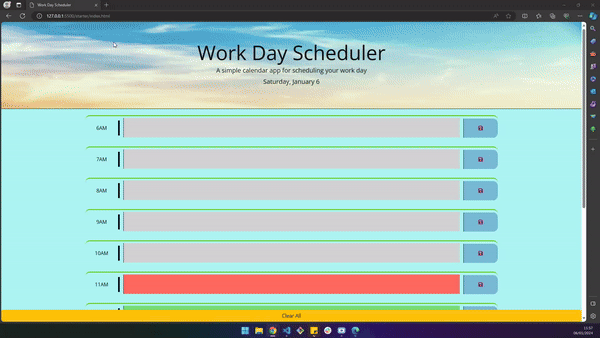 Work Day Scheduler
127.0.0.1:5500/starter/index.html
Work Day Scheduler
A simple calendar app for scheduling your work day
Saturday, January 6
6AM
7AM
8AM
9AM
10AM
11AM
Clear All
11:57
06/01/2024